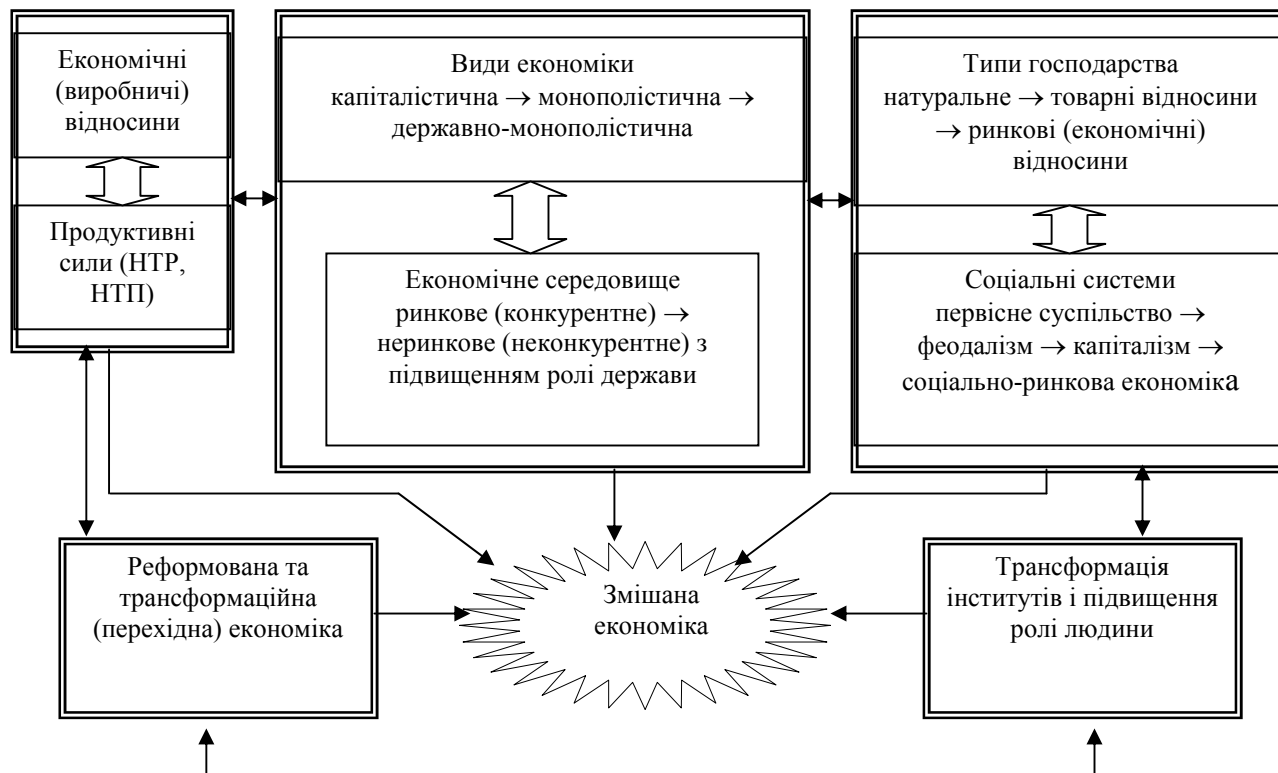 Економічні
(виробничі)
відносини
Продуктивні
сили (НТР,
НТП)
Види економіки
капіталістична → монополістична →
державно-монополістична
Економічне середовище
ринкове (конкурентне) →
неринкове (неконкурентне) з
підвищенням ролі держави
Типи господарства
натуральне → товарні відносини
→ ринкові (економічні)
відносини
Соціальні системи
первісне суспільство →
феодалізм → капіталізм →
соціально-ринкова економіка
Реформована та
трансформаційна
(перехідна) економіка
Змішана
економіка
Трансформація
інститутів і підвищення
ролі людини